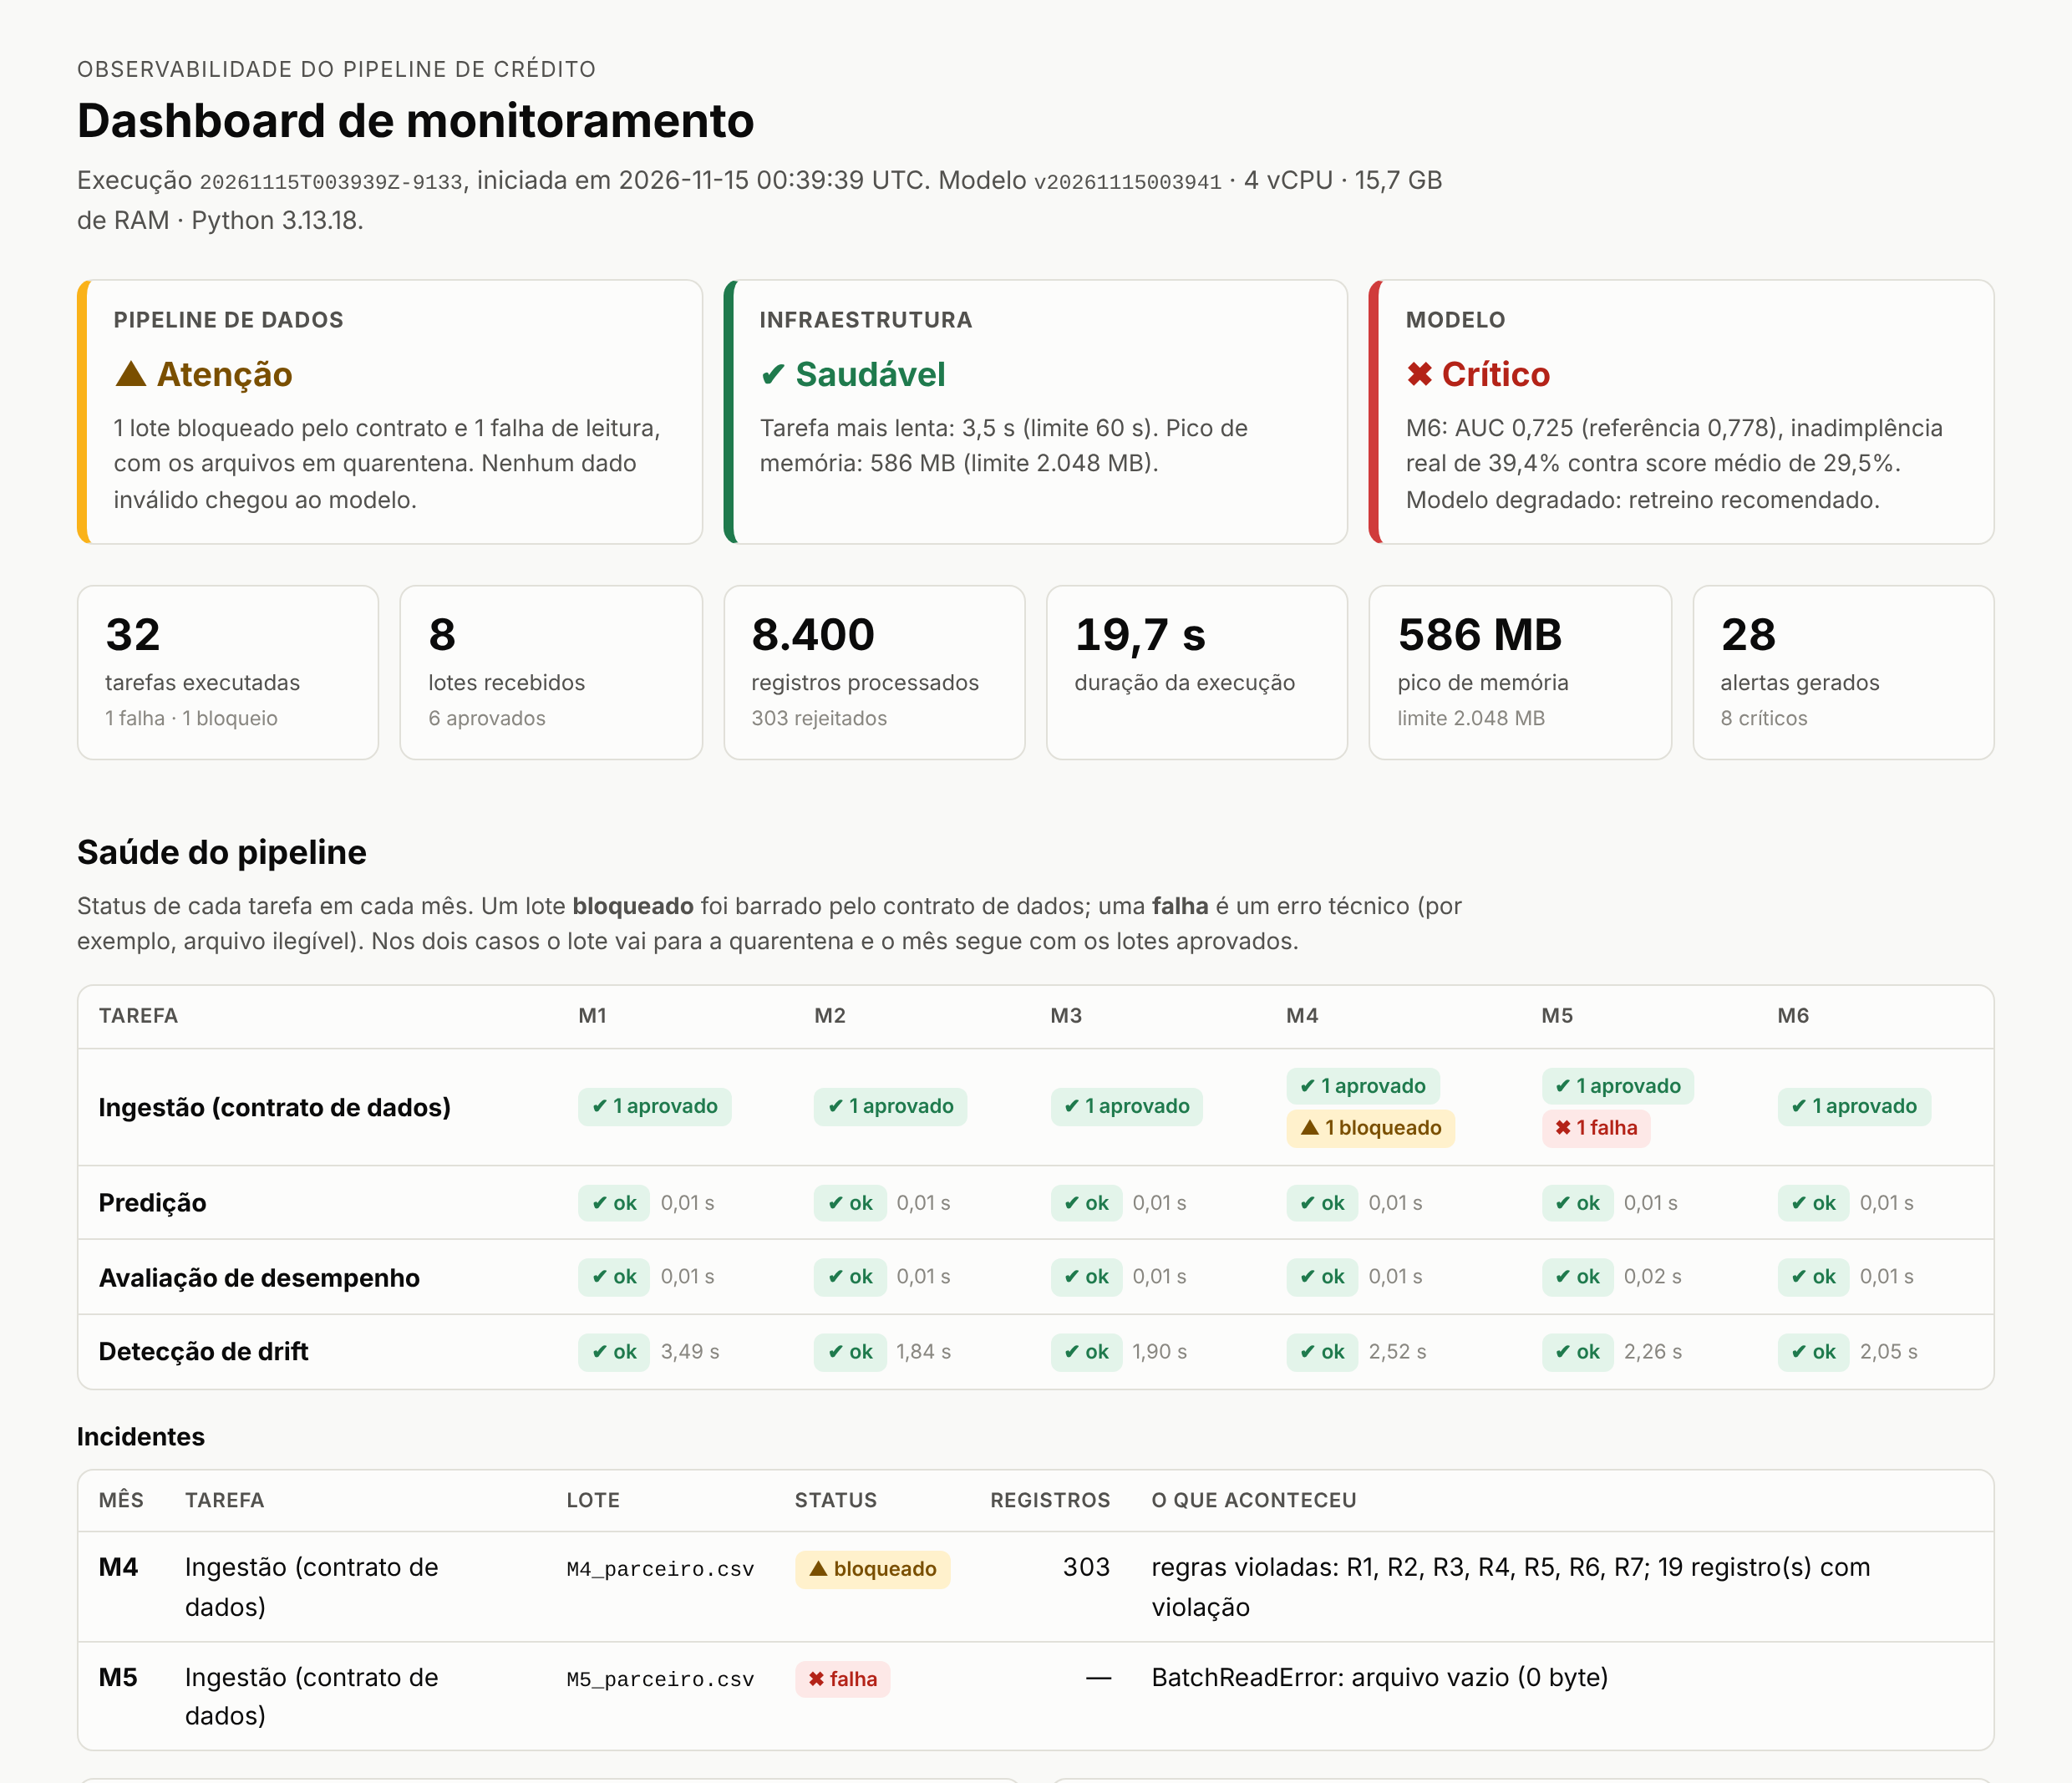 OBSERVABILIDADE DO PIPELINE DE CRÉDITO
Dashboard de monitoramento
Execução 20261115T003939Z-9133, iniciada em 2026-11-15 00:39:39 UTC. Modelo v20261115003941 · 4 vCPU · 15,7 GB
de RAM · Python 3.13.18.
PIPELINE DE DADOS
▲ Atenção
1 lote bloqueado pelo contrato e 1 falha de leitura,
com os arquivos em quarentena. Nenhum dado
inválido chegou ao modelo.
INFRAESTRUTURA
✔ Saudável
Tarefa mais lenta: 3,5 s (limite 60 s). Pico de
memória: 586 MB (limite 2.048 MB).
MODELO
✖ Crítico
M6: AUC 0,725 (referência 0,778), inadimplência
real de 39,4% contra score médio de 29,5%.
Modelo degradado: retreino recomendado.
32
tarefas executadas
1 falha · 1 bloqueio
8
lotes recebidos
6 aprovados
8.400
registros processados
303 rejeitados
19,7 s
duração da execução
586 MB
pico de memória
limite 2.048 MB
28
alertas gerados
8 críticos
Saúde do pipeline
Status de cada tarefa em cada mês. Um lote bloqueado foi barrado pelo contrato de dados; uma falha é um erro técnico (por
exemplo, arquivo ilegível). Nos dois casos o lote vai para a quarentena e o mês segue com os lotes aprovados.
TAREFA M1 M2 M3 M4 M5 M6
Ingestão (contrato de dados) ✔ 1 aprovado ✔ 1 aprovado ✔ 1 aprovado ✔ 1 aprovado ▲ 1 bloqueado ✔ 1 aprovado ✖ 1 falha ✔ 1 aprovado
Predição ✔ ok 0,01 s ✔ ok 0,01 s ✔ ok 0,01 s ✔ ok 0,01 s ✔ ok 0,01 s ✔ ok 0,01 s
Avaliação de desempenho ✔ ok 0,01 s ✔ ok 0,01 s ✔ ok 0,01 s ✔ ok 0,01 s ✔ ok 0,02 s ✔ ok 0,01 s
Detecção de drift ✔ ok 3,49 s ✔ ok 1,84 s ✔ ok 1,90 s ✔ ok 2,52 s ✔ ok 2,26 s ✔ ok 2,05 s
Incidentes
MÊS TAREFA LOTE STATUS REGISTROS O QUE ACONTECEU
M4 Ingestão (contrato de dados) M4_parceiro.csv ▲ bloqueado 303 regras violadas: R1, R2, R3, R4, R5, R6, R7; 19 registro(s) com violação
M5 Ingestão (contrato de dados) M5_parceiro.csv ✖ falha — BatchReadError: arquivo vazio (0 byte)